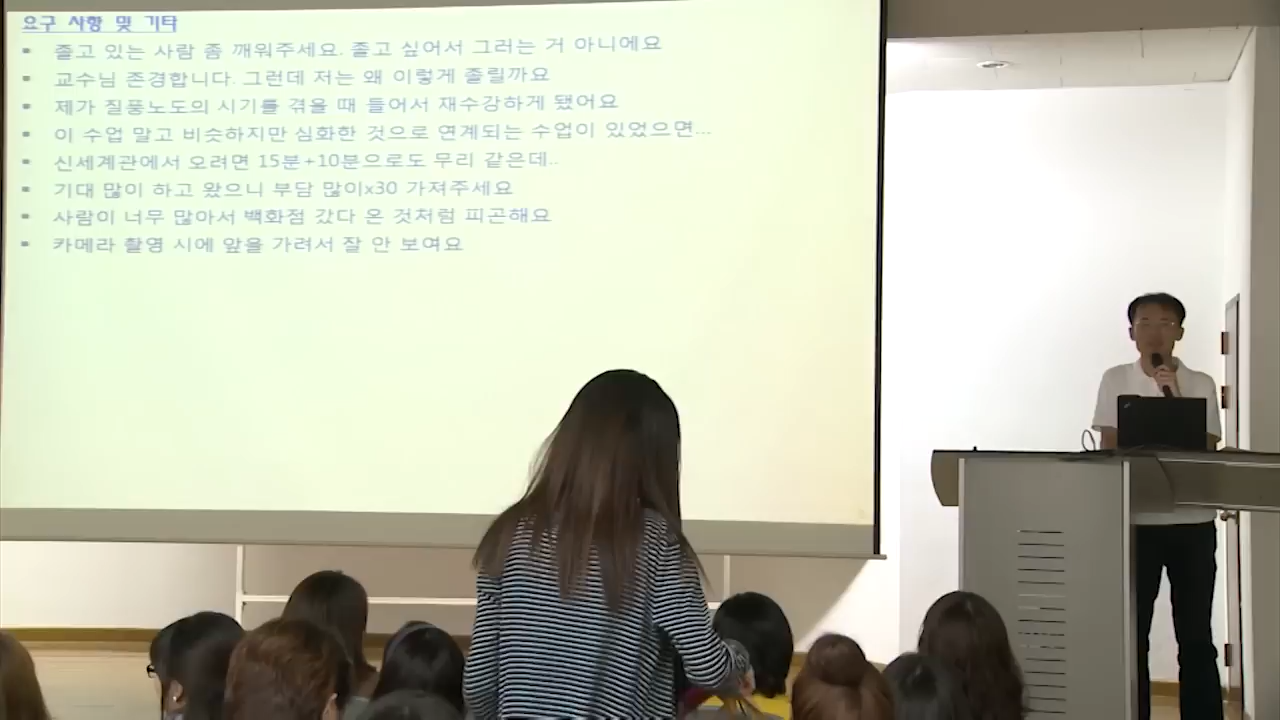 요구 사항 및 기타
▪ 졸고 있는 사람 좀 깨워주세요. 졸고 싶어서 그러는 거 아니에요
▪ 교수님 존경합니다. 그런데 저는 왜 이렇게 졸릴까요
▪ 제가 질풍노도의 시기를 겪을 때 들어서 재수강하게 됐어요
▪ 이 수업 말고 비슷하지만 심화한 것으로 연계되는 수업이 있었으면...
▪ 신세계관에서 오려면 15분+10분으로도 무리 같은데..
▪ 기대 많이 하고 왔으니 부담 많이x30 가져주세요
▪ 사람이 너무 많아서 백화점 갔다 온 것처럼 피곤해요
▪ 카메라 촬영 시에 앞을 가려서 잘 안 보여요